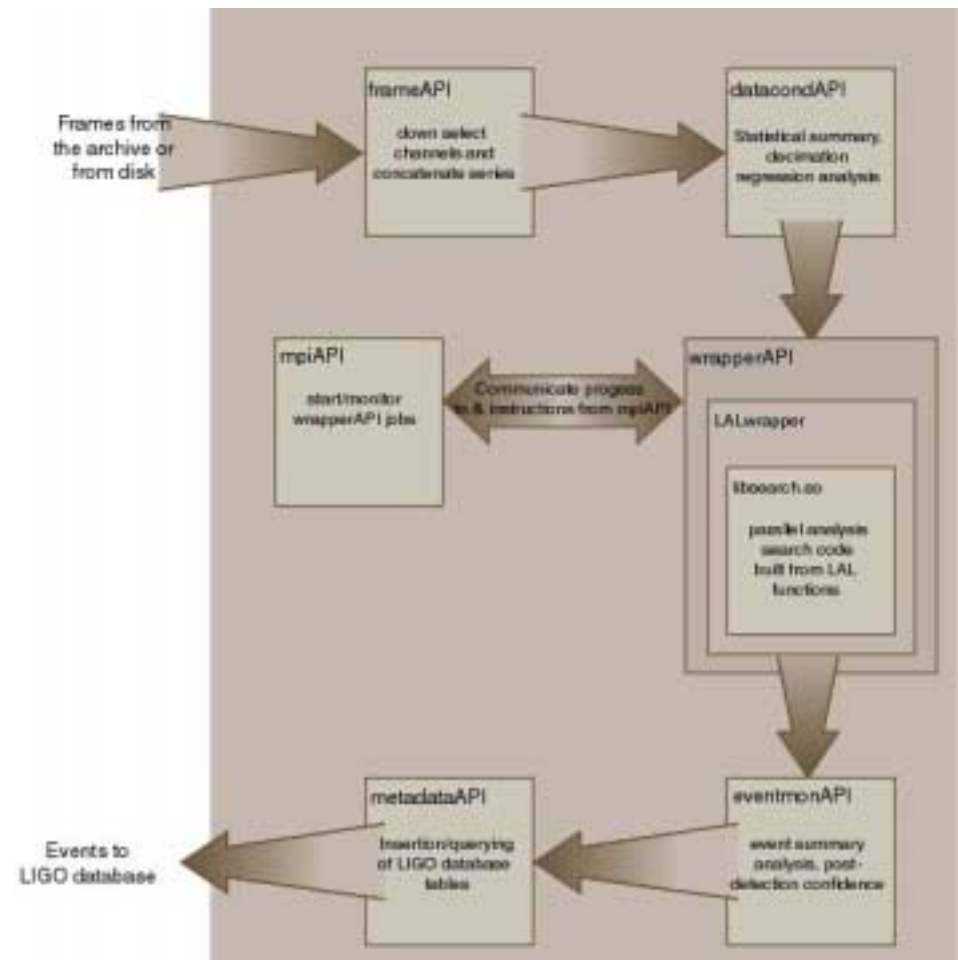 frameAPI
down select
channels and
concatenate series
datacondAPI
Statistical summary,
decimation
regression analysis
Frames from
the archive or
from disk
mpiAPI
start/monitor
wrapperAPI jobs
Communicate progess
to & instructions from mpiAPI
wrapperAPI
LALwrapper
libsearch.so
parallel analysis
search code
built from LAL
functions
metadataAPI
Insertion/querying
of LIGO database
tables
eventmonAPI
event summary
analysis, post-
detection confidence
Events to
LIGO database